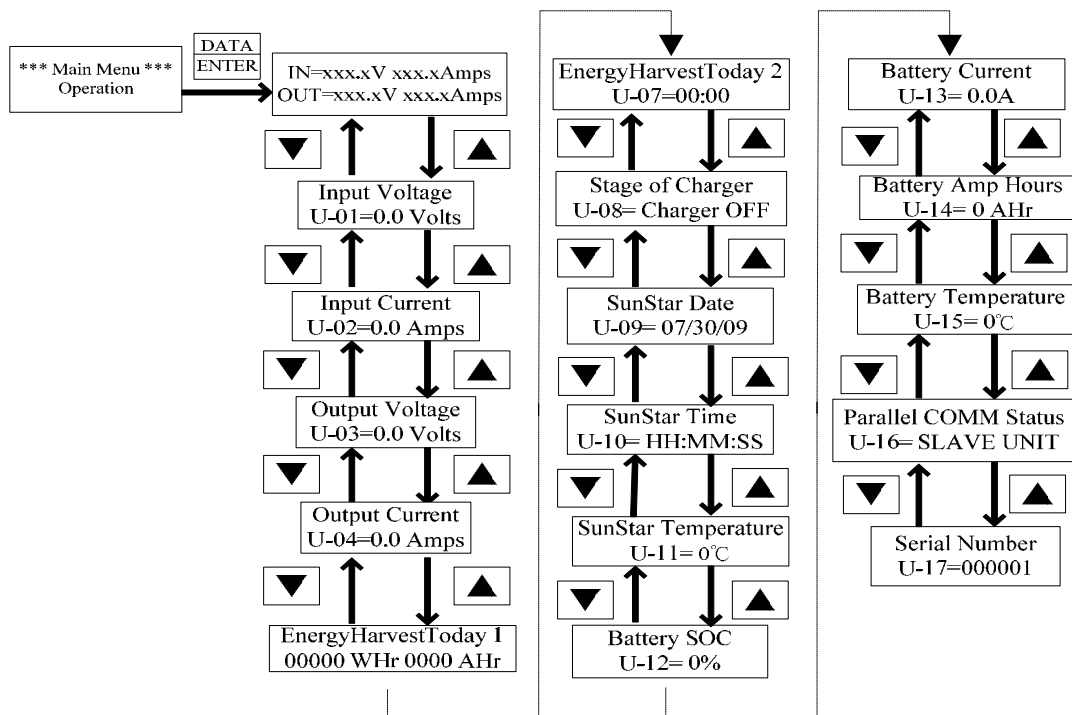 *** Main Menu ***
Operation
DATA
ENTER
IN=xxx.xV xxx.xAmps
OUT=xxx.xV xxx.xAmps
Input Voltage
U-01=0.0 Volts
Input Current
U-02=0.0 Amps
Output Voltage
U-03=0.0 Volts
Output Current
U-04=0.0 Amps
EnergyHarvestToday 1
00000 WHr 0000 AHr
EnergyHarvestToday 2
U-07=00:00
Stage of Charger
U-08= Charger OFF
SunStar Date
U-09= 07/30/09
SunStar Time
U-10= HH:MM:SS
SunStar Temperature
U-11= 0℃
Battery SOC
U-12= 0%
Battery Current
U-13= 0.0A
Battery Amp Hours
U-14= 0 AHr
Battery Temperature
U-15= 0℃
Parallel COMM Status
U-16= SLAVE UNIT
Serial Number
U-17=000001